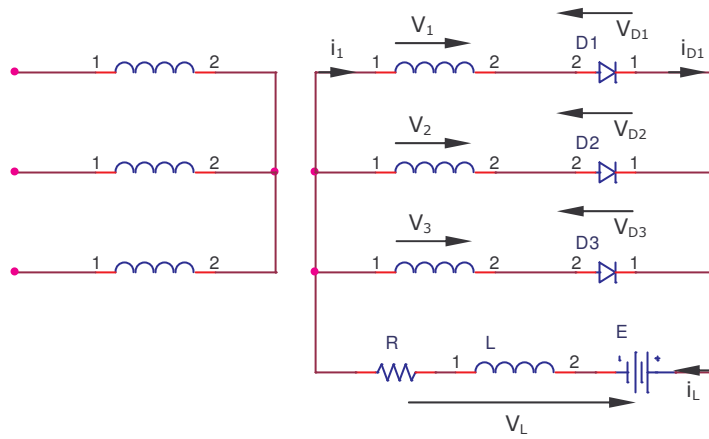 V1 VD1
i1 D1 iD1
1 2 1 2 2 1
V2 VD2
D2
1 2 1 2 2 1
V3 VD3
D3
1 2 1 2 2 1
R L E
1 2 - +
VL iL